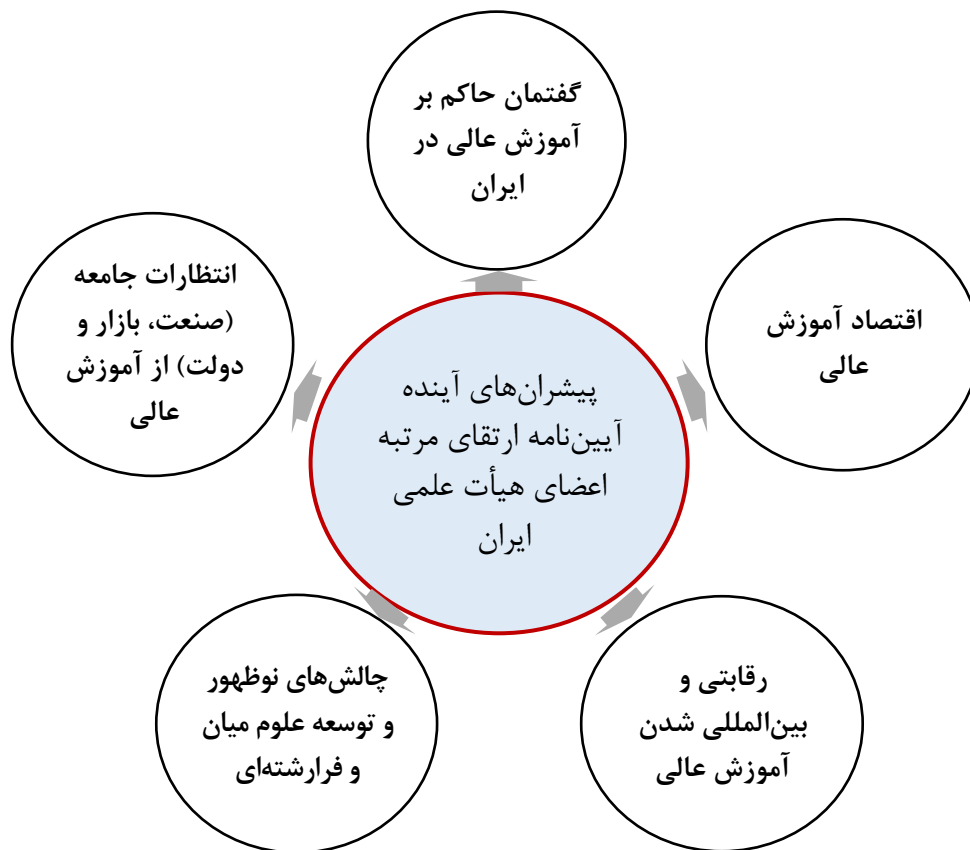 گفتمان حاکم بر
آموزش عالی در
ایران
انتظارات جامعه
(صنعت، بازار و
دولت) از آموزش
عالی
اقتصاد آموزش
عالی
پیشران‌های آینده
آیین‌نامه ارتقای مرتبه
اعضای هیأت علمی
ایران
چالش‌های نوظهور
و توسعه علوم میان
و فرارشته‌ای
رقابتی و
بین‌المللی شدن
آموزش عالی